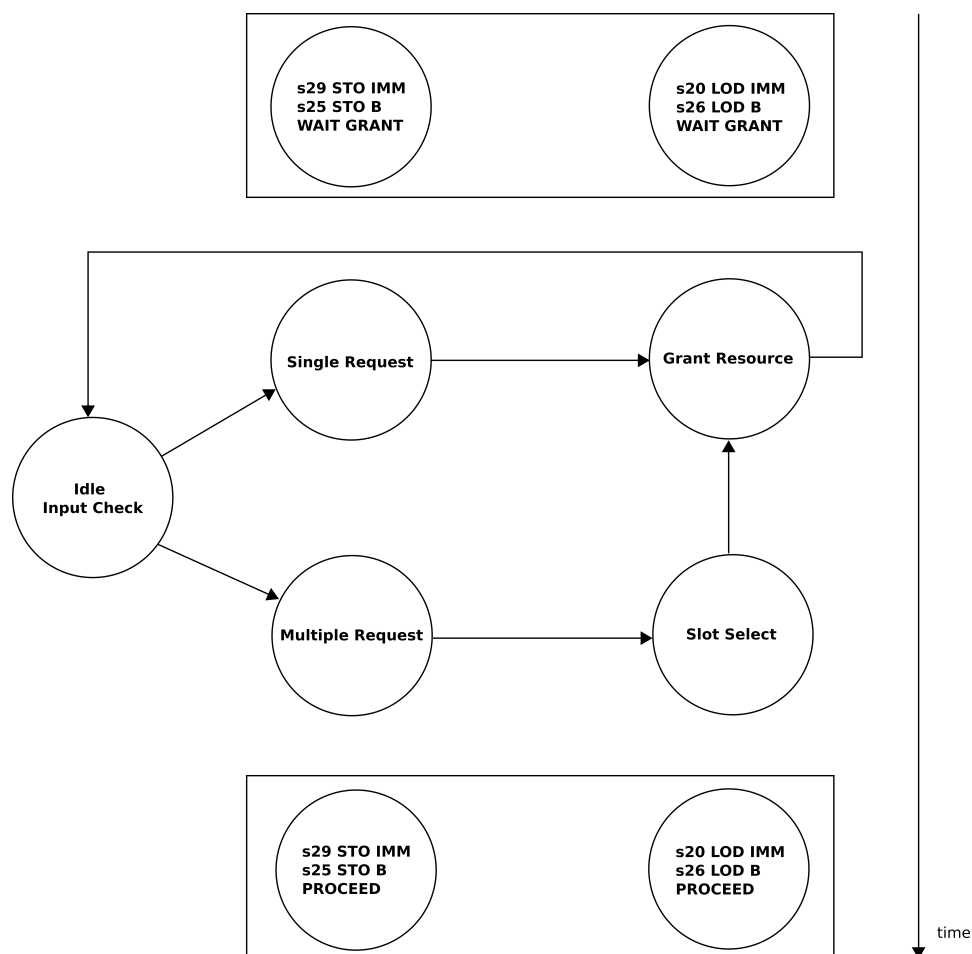 s29 STO IMM
s25 STO B
WAIT GRANT
s20 LOD IMM
s26 LOD B
WAIT GRANT
Single Request
Grant Resource
Idle
Input Check
Multiple Request
Slot Select
s29 STO IMM
s25 STO B
PROCEED
s20 LOD IMM
s26 LOD B
PROCEED
time